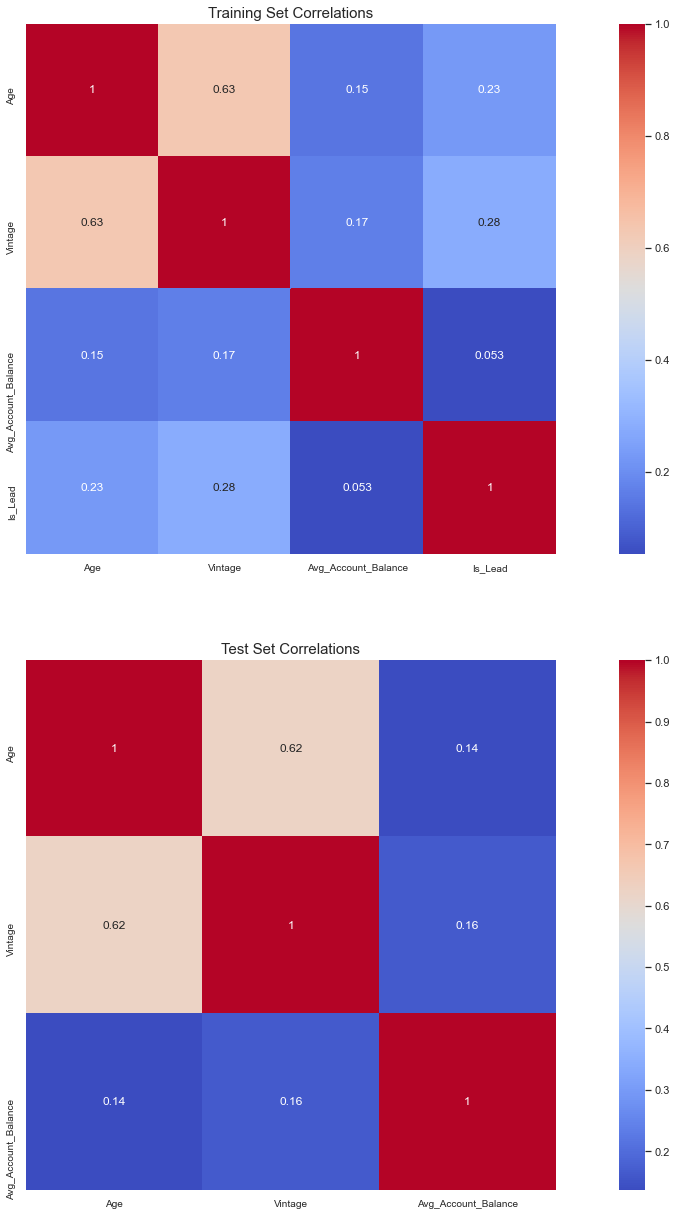 Training Set Correlations
Age
1
0.63
0.15
0.23
Vintage
0.63
1
0.17
0.28
Avg_Account_Balance
0.15
0.17
1
0.053
Is_Lead
0.23
0.28
0.053
1
Age
Vintage
Avg_Account_Balance
Is_Lead
1.0
0.8
0.6
0.4
0.2
Test Set Correlations
Age
1
0.62
0.14
Vintage
0.62
1
0.16
Avg_Account_Balance
0.14
0.16
1
Age
Vintage
Avg_Account_Balance
1.0
0.9
0.8
0.7
0.6
0.5
0.4
0.3
0.2